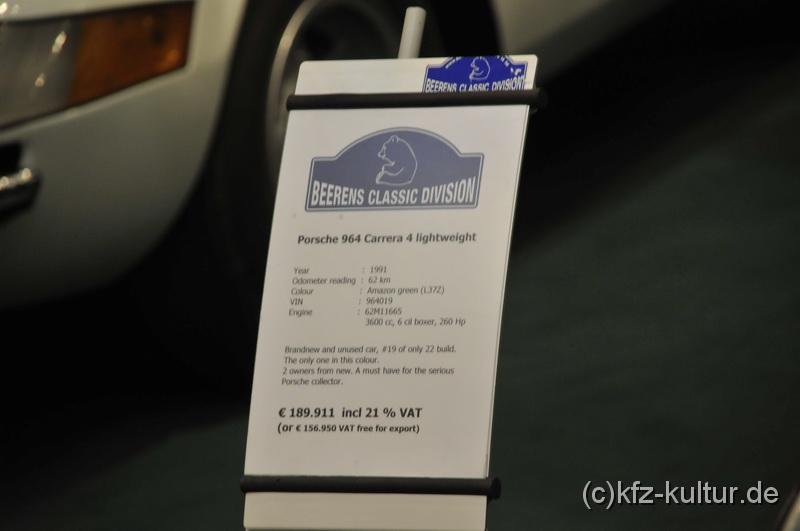 BEERENS CLASSIC DIVISION
BEERENS CLASSIC DIVISION
Porsche 964 Carrera 4 lightweight
Year : 1991
Odometer reading : 62 km
Colour : Amazon green (L37Z)
VIN : 964019
Engine : 62M11665
3600 cc, 6 cil boxer, 260 Hp
Brandnew and unused car, #19 of only 22 build.
The only one in this colour.
2 owners from new. A must have for the serious
Porsche collector.
€ 189.911 incl 21 % VAT
(or € 156.950 VAT free for export)
(c)kfz-kultur.de